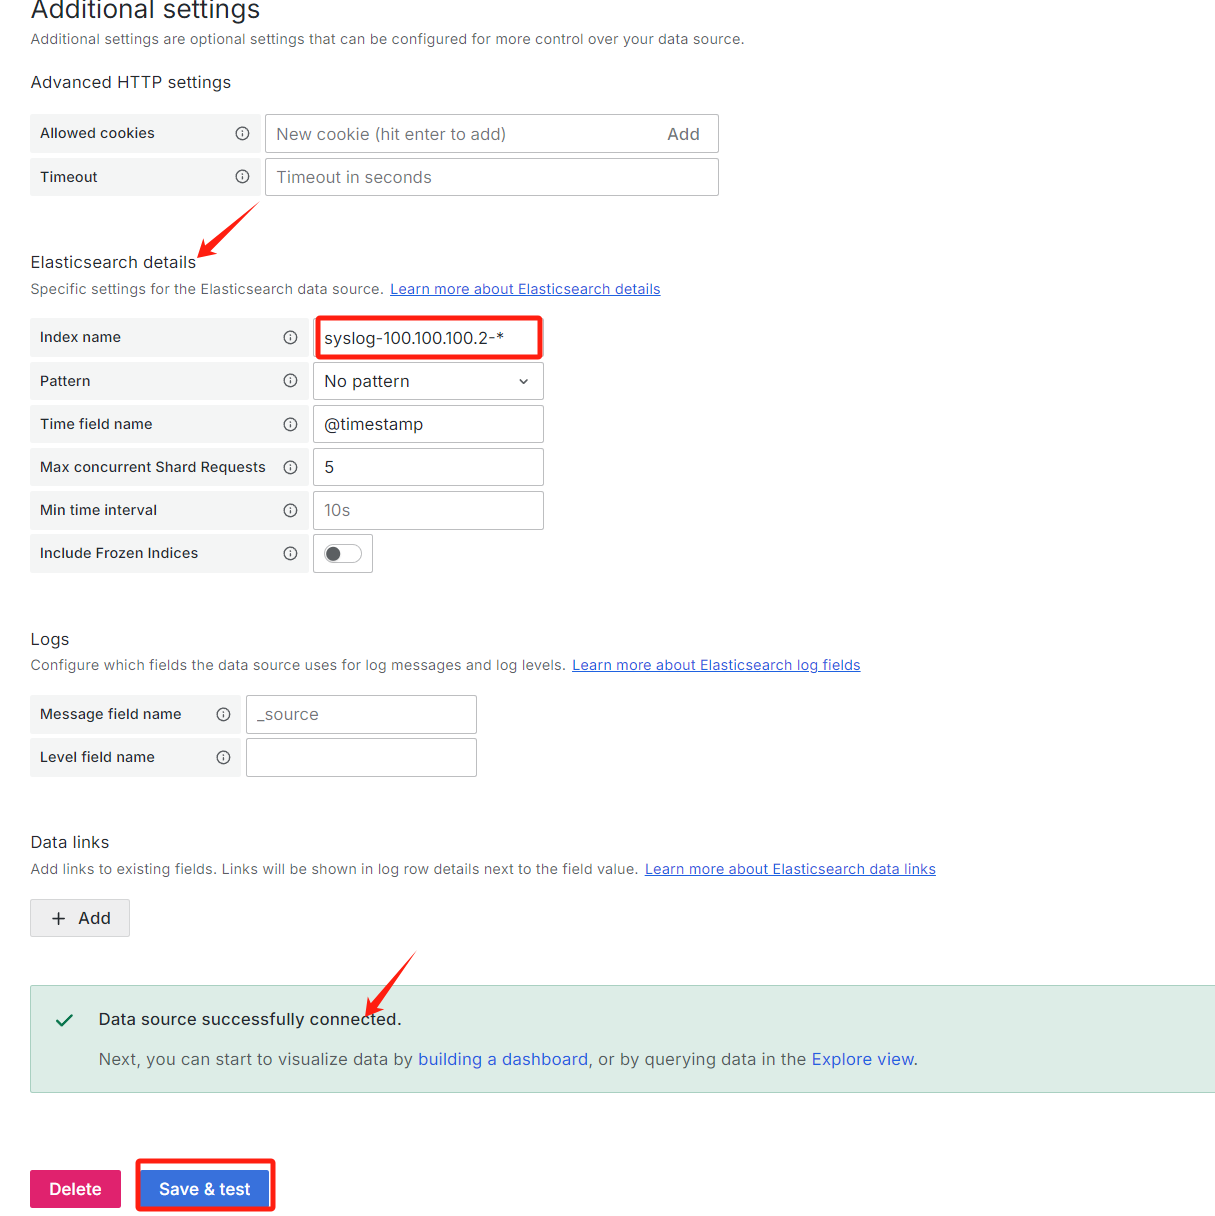 Additional settings
Additional settings are optional settings that can be configured for more control over your data source.
Advanced HTTP settings
Allowed cookies
New cookie (hit enter to add)
Add
Timeout
Timeout in seconds
Elasticsearch details
Specific settings for the Elasticsearch data source. Learn more about Elasticsearch details
Index name
syslog-100.100.100.2-*
Pattern
No pattern
Time field name
@timestamp
Max concurrent Shard Requests
5
Min time interval
10s
Include Frozen Indices
Logs
Configure which fields the data source uses for log messages and log levels. Learn more about Elasticsearch log fields
Message field name
_source
Level field name
Data links
Add links to existing fields. Links will be shown in log row details next to the field value. Learn more about Elasticsearch data links
+ Add
Data source successfully connected.
Next, you can start to visualize data by building a dashboard, or by querying data in the Explore view.
Delete
Save & test